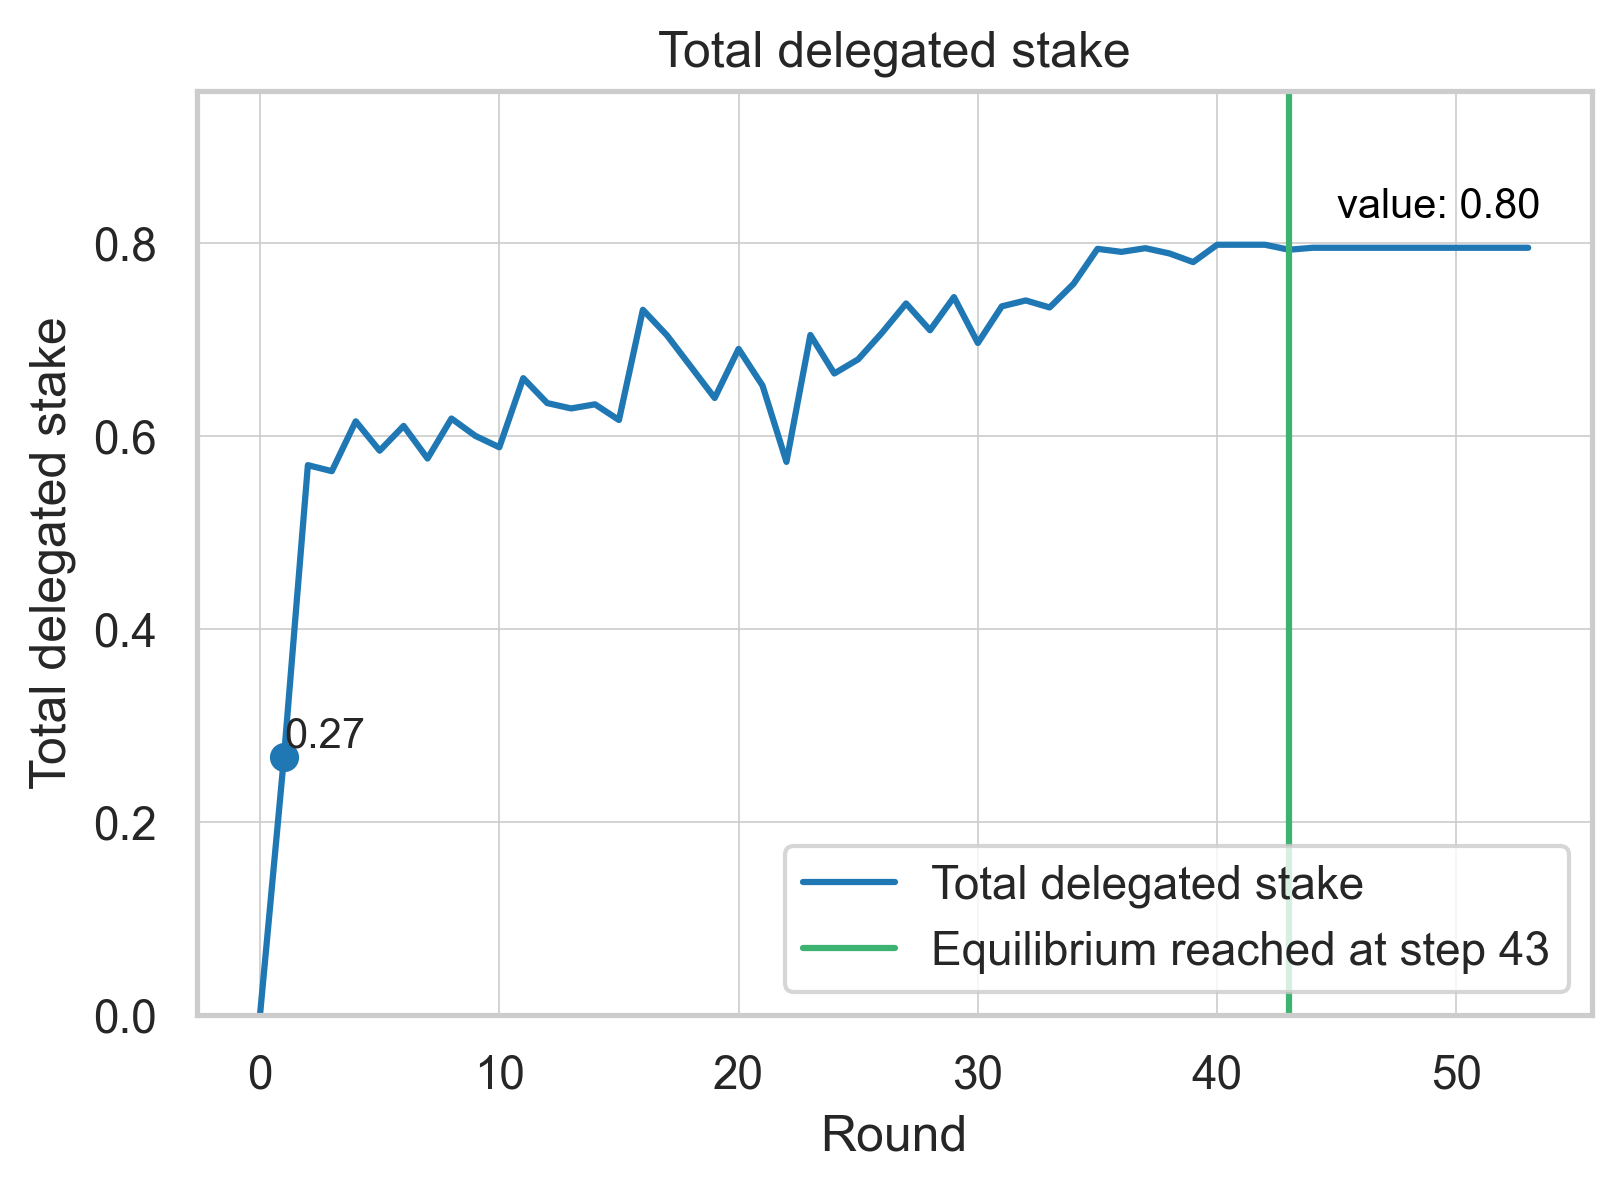 Total delegated stake
Total delegated stake
value: 0.80
0.8
0.6
0.4
0.27
0.2
0.0
Total delegated stake
Equilibrium reached at step 43
0 10 20 30 40 50
Round